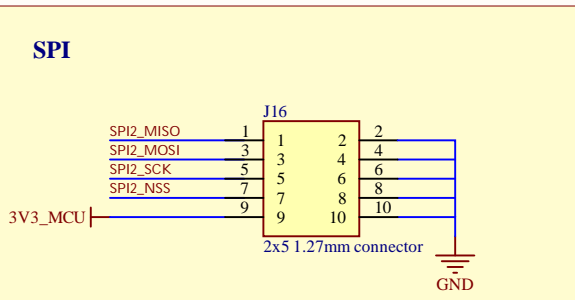 SPI
J16
SPI2_MISO 1 1 2 2
SPI2_MOSI 3 3 4 4
SPI2_SCK 5 5 6 6
SPI2_NSS 7 7 8 8
3V3_MCU 9 9 10 10
2x5 1.27mm connector
GND